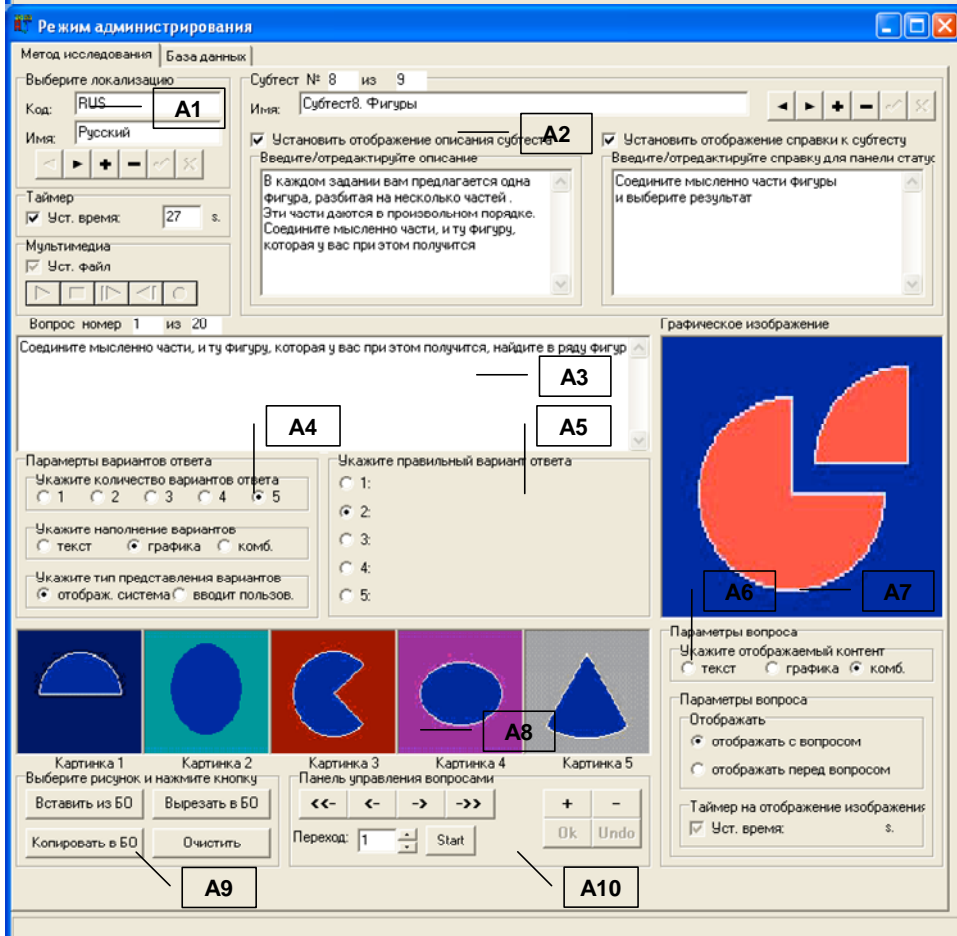 Режим администрирования
Метод исследования База данных
Выберите локализацию
Код: RUS
A1
Имя: Русский
Таймер
Уст. время: 27 s.
Мультимедиа
Уст. файл
Субтест № 8 из 9
Имя: Субтест8. Фигуры
A2
Установить отображение описания субтеста
Введите/отредактируйте описание
В каждом задании вам предлагается одна
фигура, разбитая на несколько частей .
Эти части даются в произвольном порядке.
Соедините мысленно части, и ту фигуру,
которая у вас при этом получится
Установить отображение справки к субтесту
Введите/отредактируйте справку для панели статус
Соедините мысленно части фигуры
и выберите результат
Вопрос номер 1 из 20
Соедините мысленно части, и ту фигуру, которая у вас при этом получится, найдите в ряду фигур
A3
A4
A5
Графическое изображение
A6
A7
Парамерты вариантов ответа
Укажите количество вариантов ответа
1 2 3 4 5
Укажите наполнение вариантов
текст графика комб.
Укажите тип представления вариантов
отображ. система вводит пользов.
Укажите правильный вариант ответа
1:
2:
3:
4:
5:
A8
Картинка 1 Картинка 2 Картинка 3 Картинка 4 Картинка 5
Параметры вопроса
Укажите отображаемый контент
текст графика комб.
Параметры вопроса
Отображать
отображать с вопросом
отображать перед вопросом
Таймер на отображение изображения
Уст. время: s.
Выберите рисунок и нажмите кнопку
Вставить из БО Вырезать в БО
Копировать в БО Очистить
A9
Панель управления вопросами
<<- <- -> ->> + -
Переход: 1 Start Ok Undo
A10